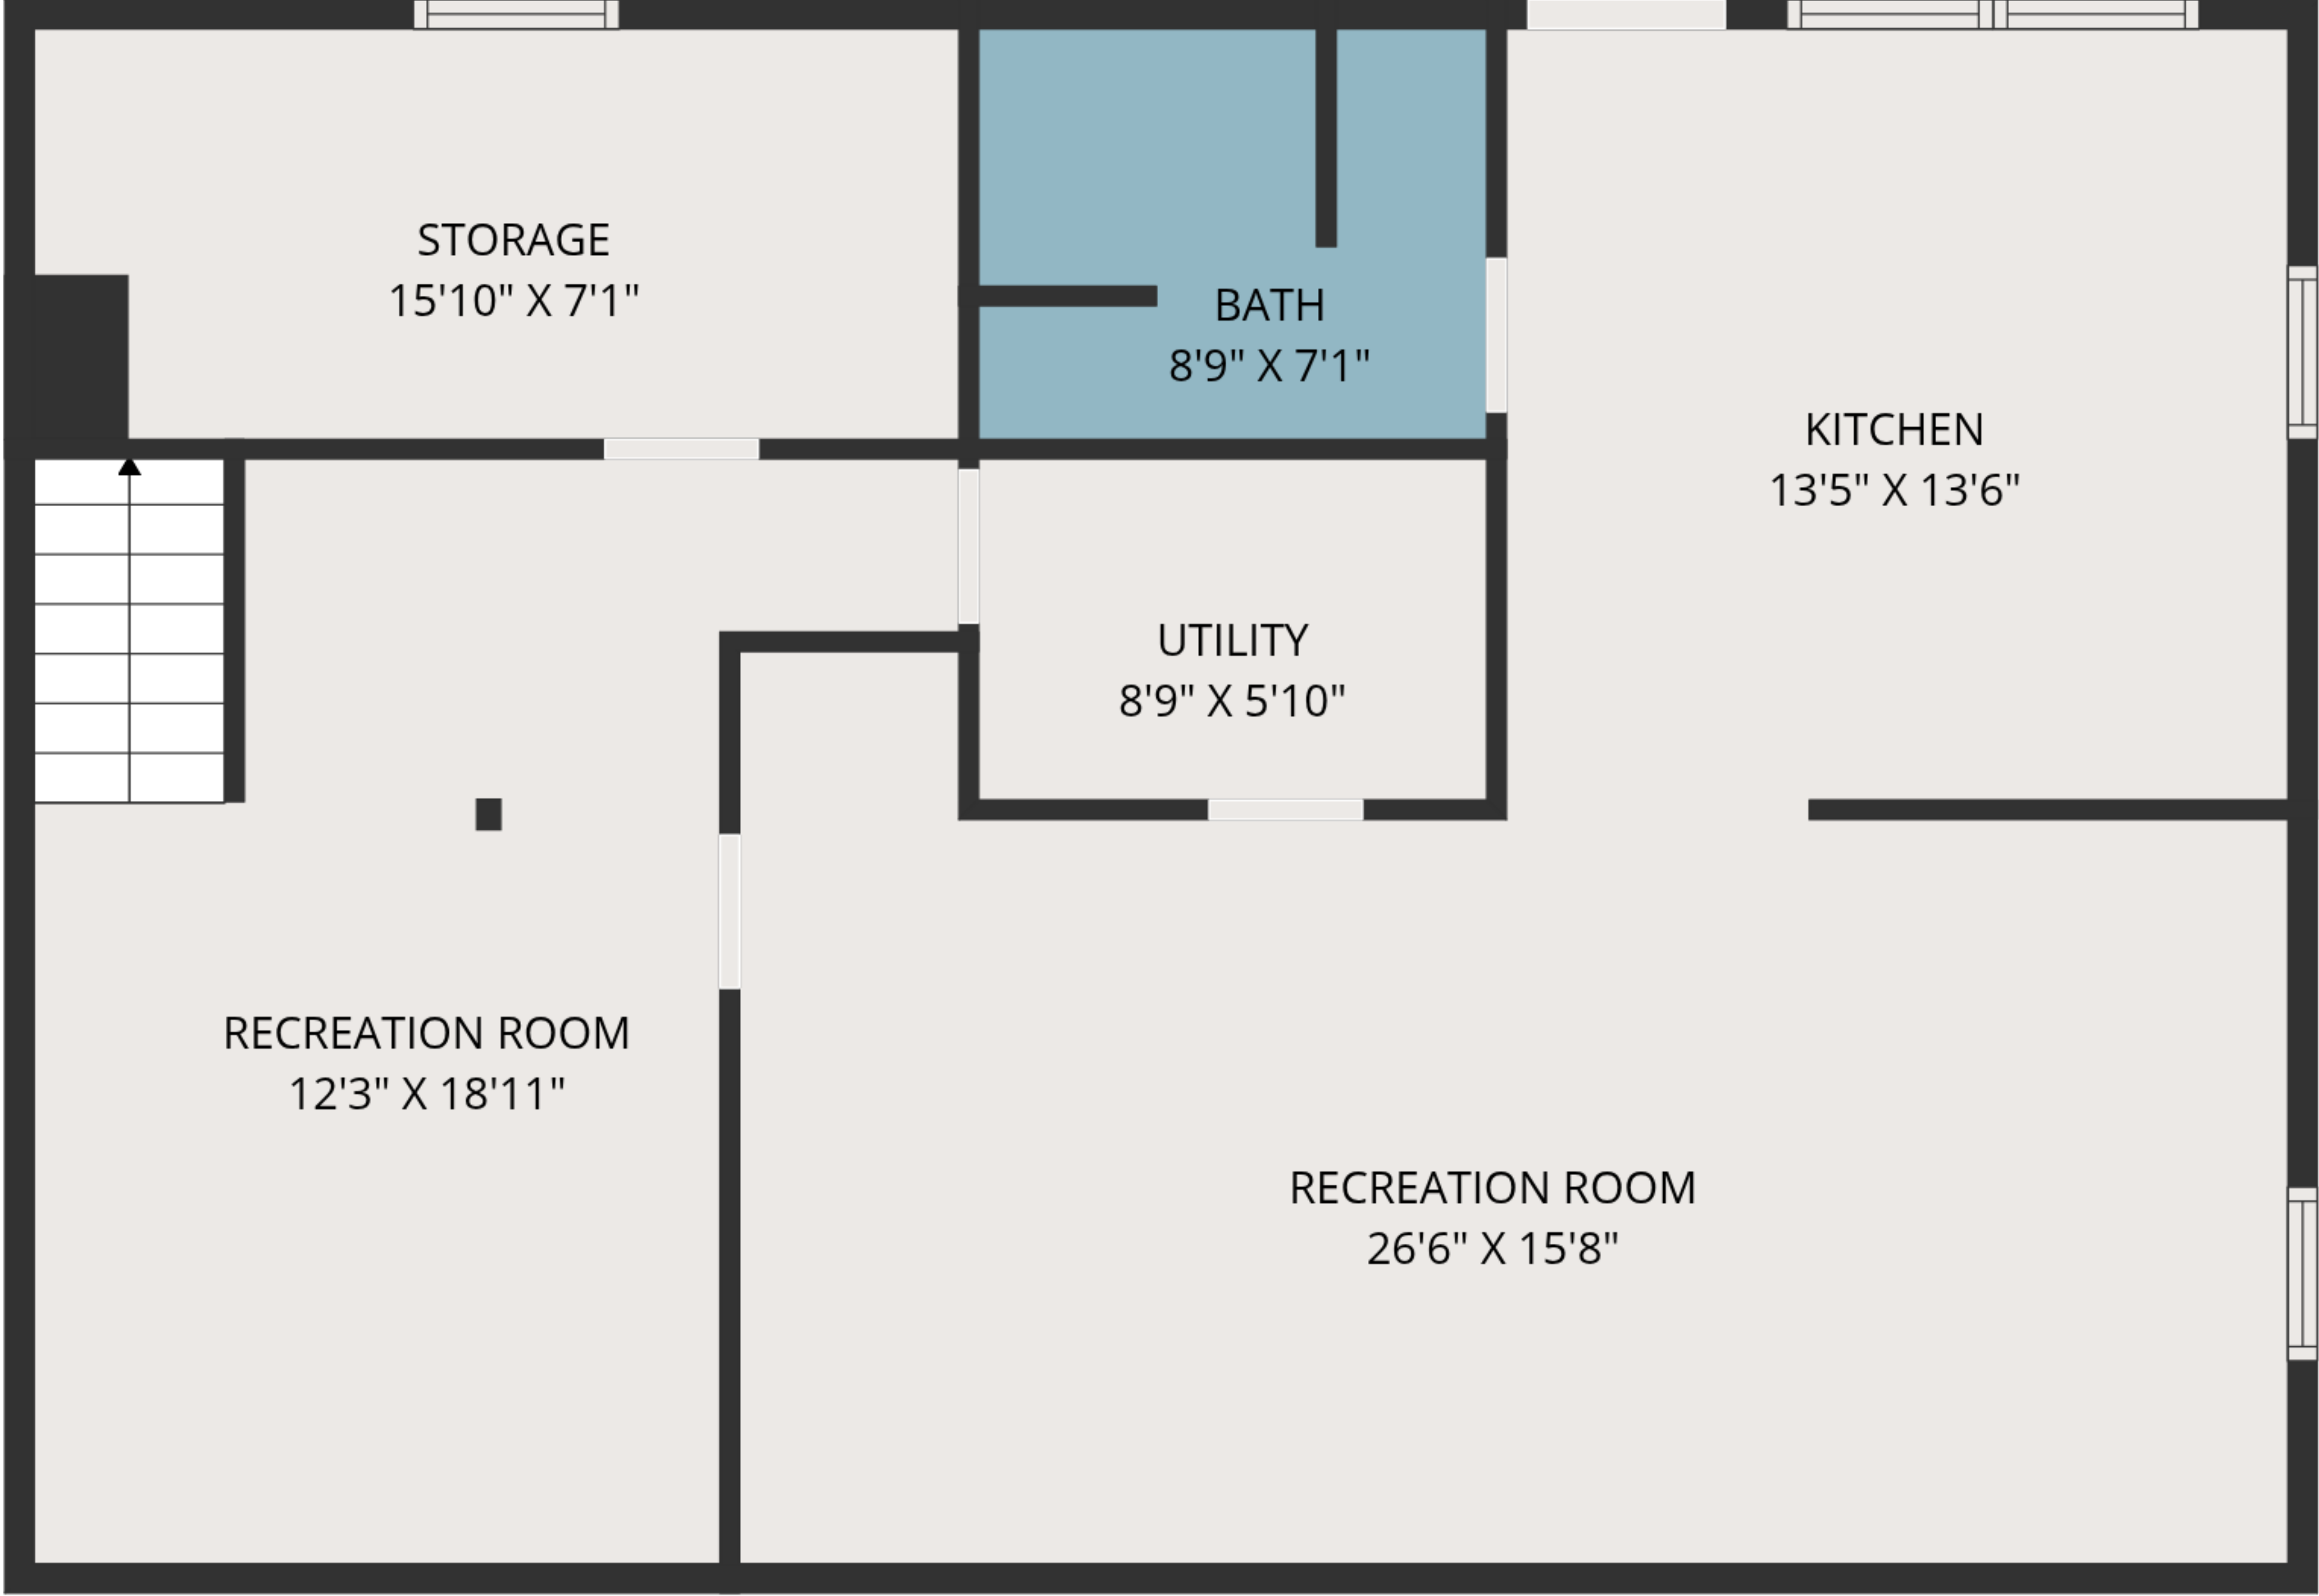 STORAGE
15'10" X 7'1"
BATH
8'9" X 7'1"
KITCHEN
13'5" X 13'6"
UTILITY
8'9" X 5'10"
RECREATION ROOM
12'3" X 18'11"
RECREATION ROOM
26'6" X 15'8"